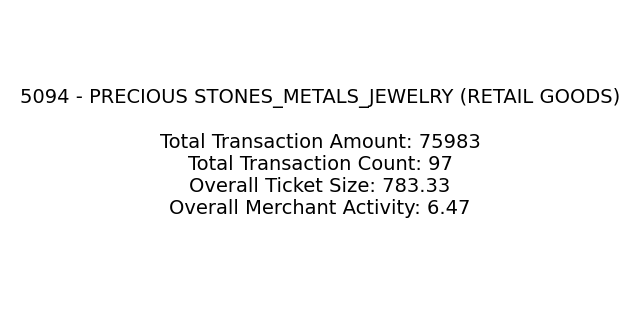 5094 - PRECIOUS STONES_METALS_JEWELRY (RETAIL GOODS)
Total Transaction Amount: 75983
Total Transaction Count: 97
Overall Ticket Size: 783.33
Overall Merchant Activity: 6.47